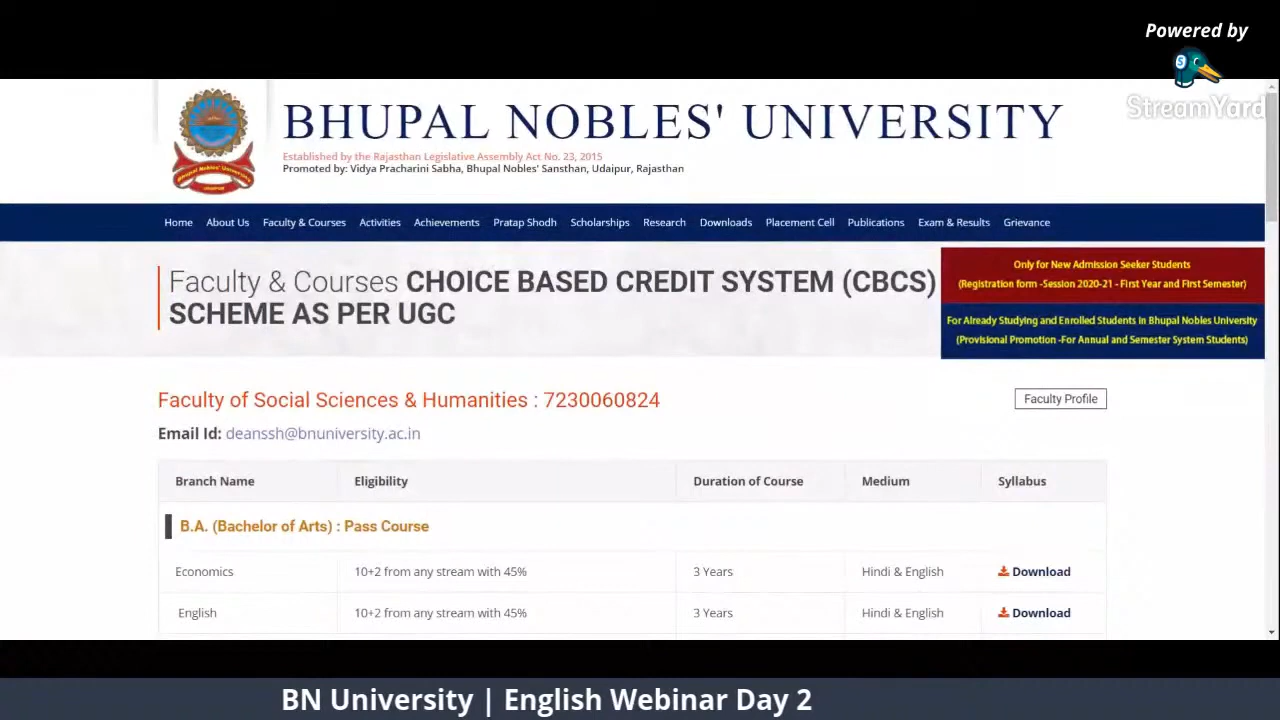 Powered by
StreamYard
BHUPAL NOBLES' UNIVERSITY
Established by the Rajasthan Legislative Assembly Act No. 23, 2015
Promoted by: Vidya Pracharini Sabha, Bhupal Nobles' Sansthan, Udaipur, Rajasthan
Bhupal Nobles' University
Home About Us Faculty & Courses Activities Achievements Pratap Shodh Scholarships Research Downloads Placement Cell Publications Exam & Results Grievance
Faculty & Courses CHOICE BASED CREDIT SYSTEM (CBCS)
SCHEME AS PER UGC
Only for New Admission Seeker Students
(Registration form -Session 2020-21 - First Year and First Semester)
For Already Studying and Enrolled Students in Bhupal Nobles University
(Provisional Promotion -For Annual and Semester System Students)
Faculty of Social Sciences & Humanities : 7230060824
Faculty Profile
Email Id: deanssh@bnuniversity.ac.in
Branch Name Eligibility Duration of Course Medium Syllabus
B.A. (Bachelor of Arts) : Pass Course
Economics 10+2 from any stream with 45% 3 Years Hindi & English Download
English 10+2 from any stream with 45% 3 Years Hindi & English Download
BN University | English Webinar Day 2